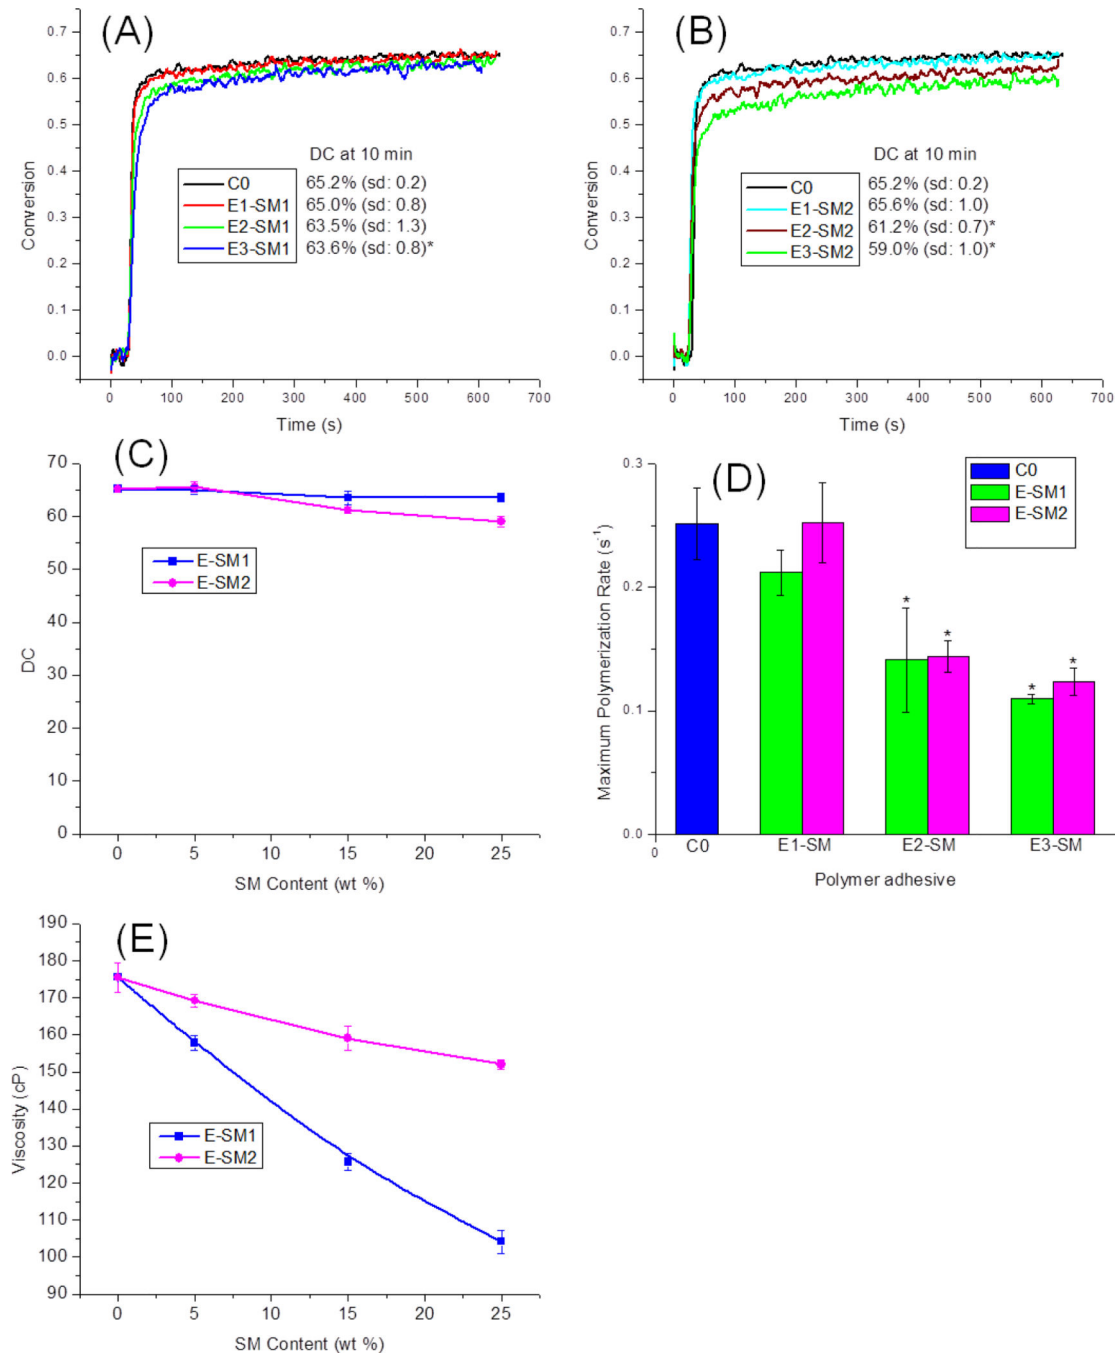 (A)
0.7
0.6
0.5
0.4
0.3
0.2
0.1
0.0
Conversion
DC at 10 min
C0 65.2% (sd: 0.2)
E1-SM1 65.0% (sd: 0.8)
E2-SM1 63.5% (sd: 1.3)
E3-SM1 63.6% (sd: 0.8)*
0 100 200 300 400 500 600 700
Time (s)
(B)
0.7
0.6
0.5
0.4
0.3
0.2
0.1
0.0
Conversion
DC at 10 min
C0 65.2% (sd: 0.2)
E1-SM2 65.6% (sd: 1.0)
E2-SM2 61.2% (sd: 0.7)*
E3-SM2 59.0% (sd: 1.0)*
0 100 200 300 400 500 600 700
Time (s)
(C)
70
60
50
40
30
20
10
0
DC
E-SM1
E-SM2
0 5 10 15 20 25
SM Content (wt %)
(D)
0.3
0.2
0.1
0.0
Maximum Polymerization Rate (s⁻¹)
C0
E-SM1
E-SM2
* *
* *
0 C0 E1-SM E2-SM E3-SM
Polymer adhesive
(E)
190
180
170
160
150
140
130
120
110
100
90
Viscosity (cP)
E-SM1
E-SM2
0 5 10 15 20 25
SM Content (wt %)